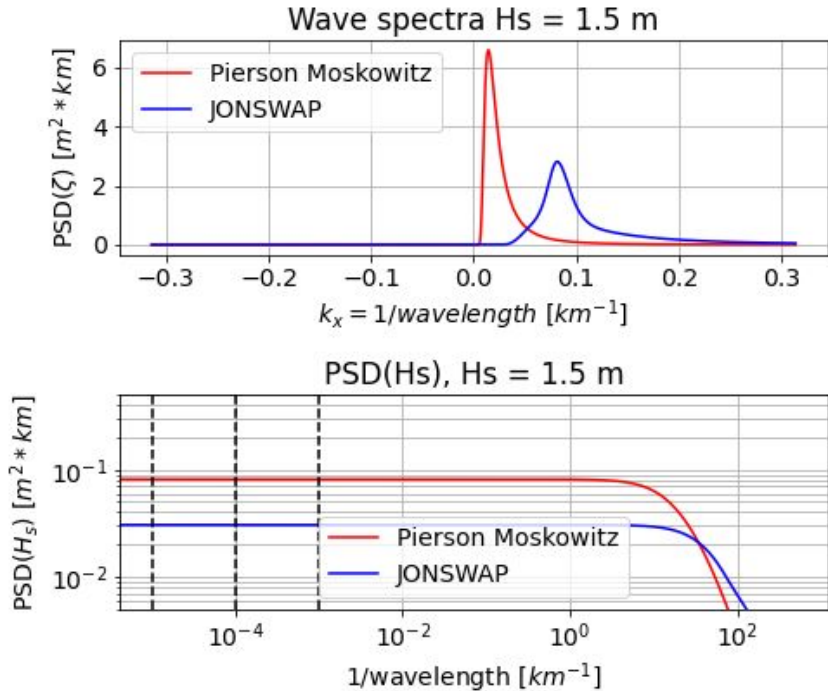 Wave spectra Hs = 1.5 m
PSD(ζ) [m² * km]
6
4
2
0
Pierson Moskowitz
JONSWAP
−0.3 −0.2 −0.1 0.0 0.1 0.2 0.3
k_x = 1/wavelength [km⁻¹]
PSD(Hs), Hs = 1.5 m
PSD(H_s) [m² * km]
10⁻¹
10⁻²
Pierson Moskowitz
JONSWAP
10⁻⁴ 10⁻² 10⁰ 10²
1/wavelength [km⁻¹]